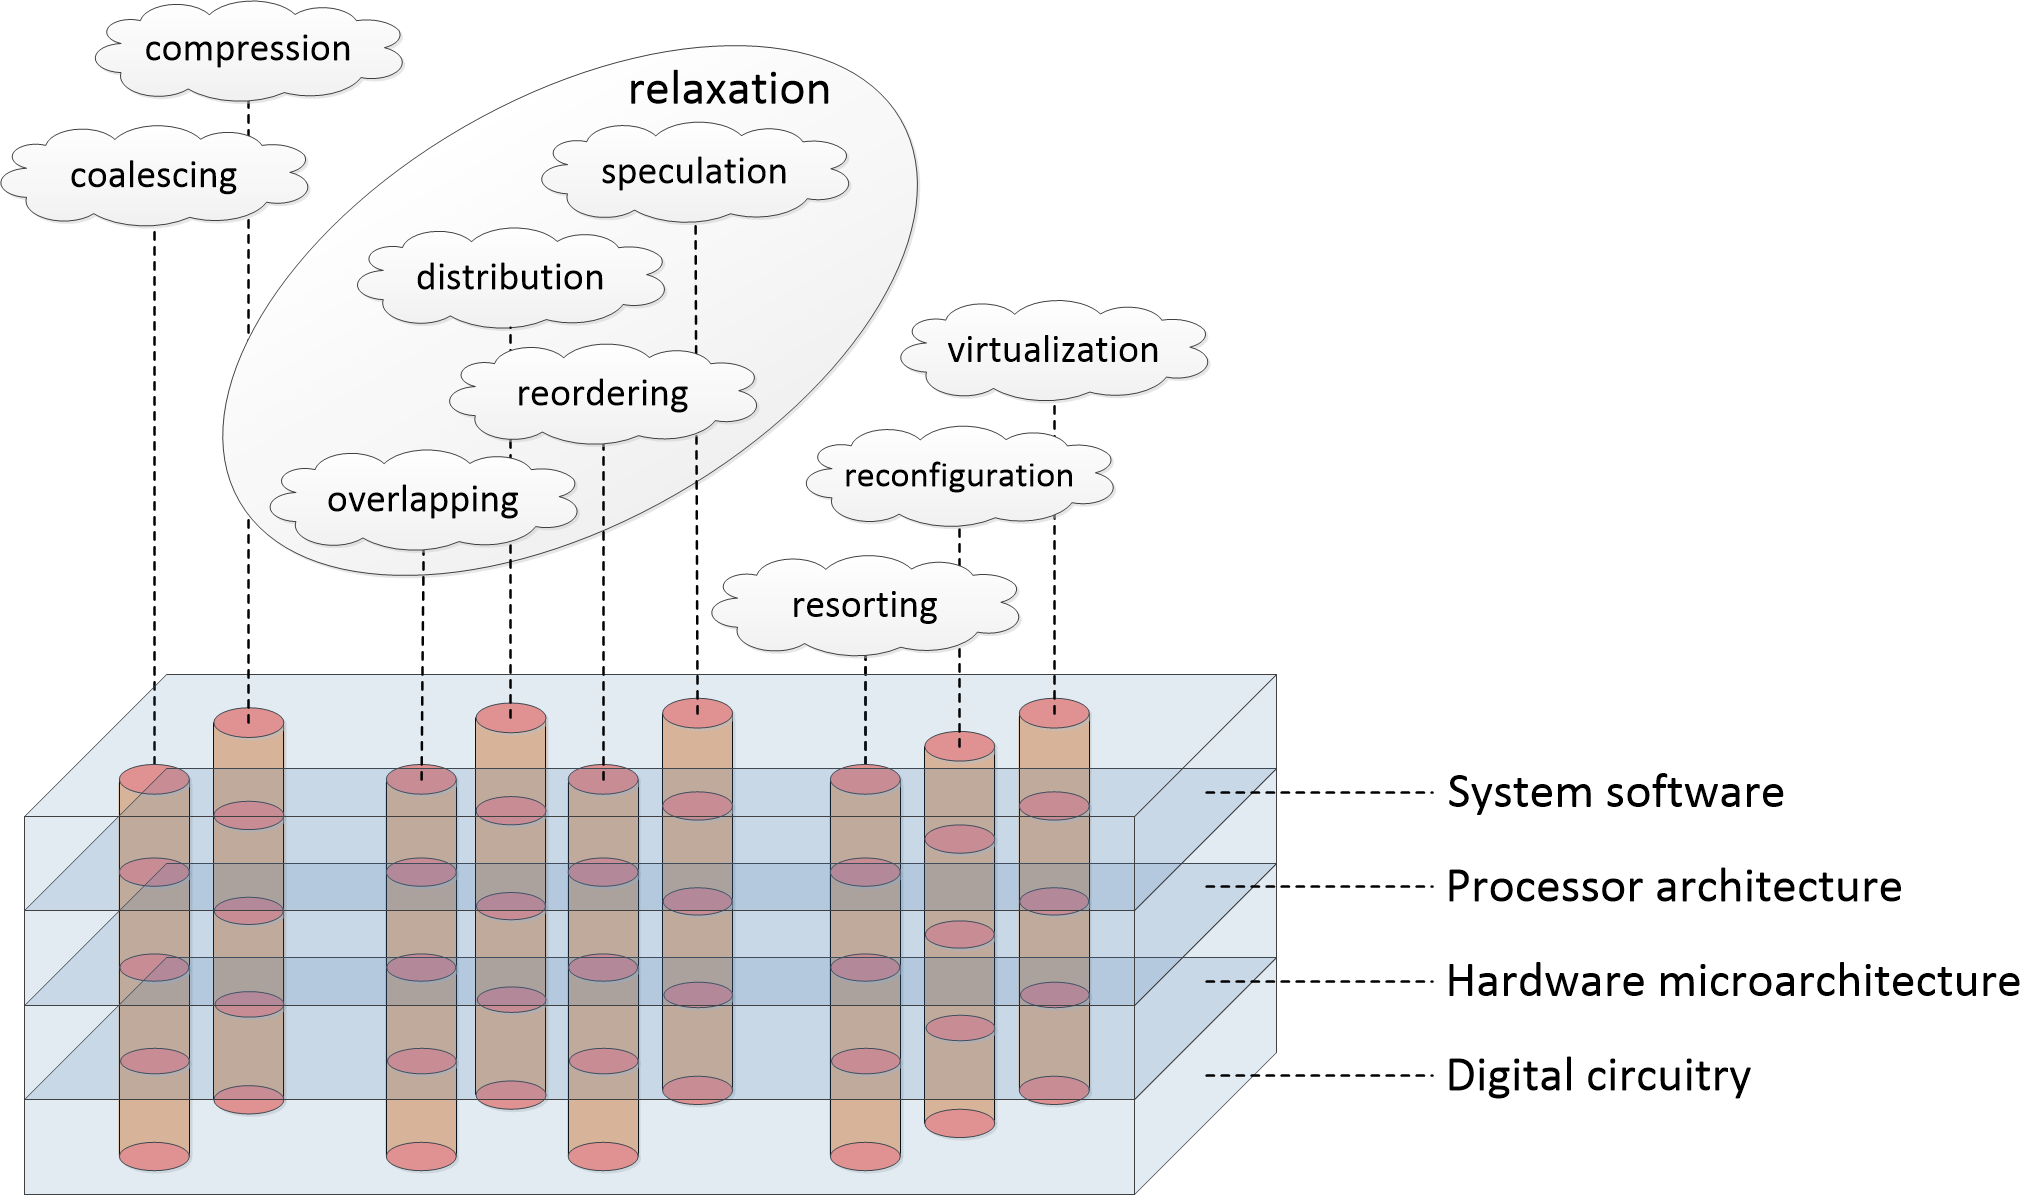 compression
relaxation
coalescing
speculation
distribution
virtualization
reordering
reconfiguration
overlapping
resorting
System software
Processor architecture
Hardware microarchitecture
Digital circuitry